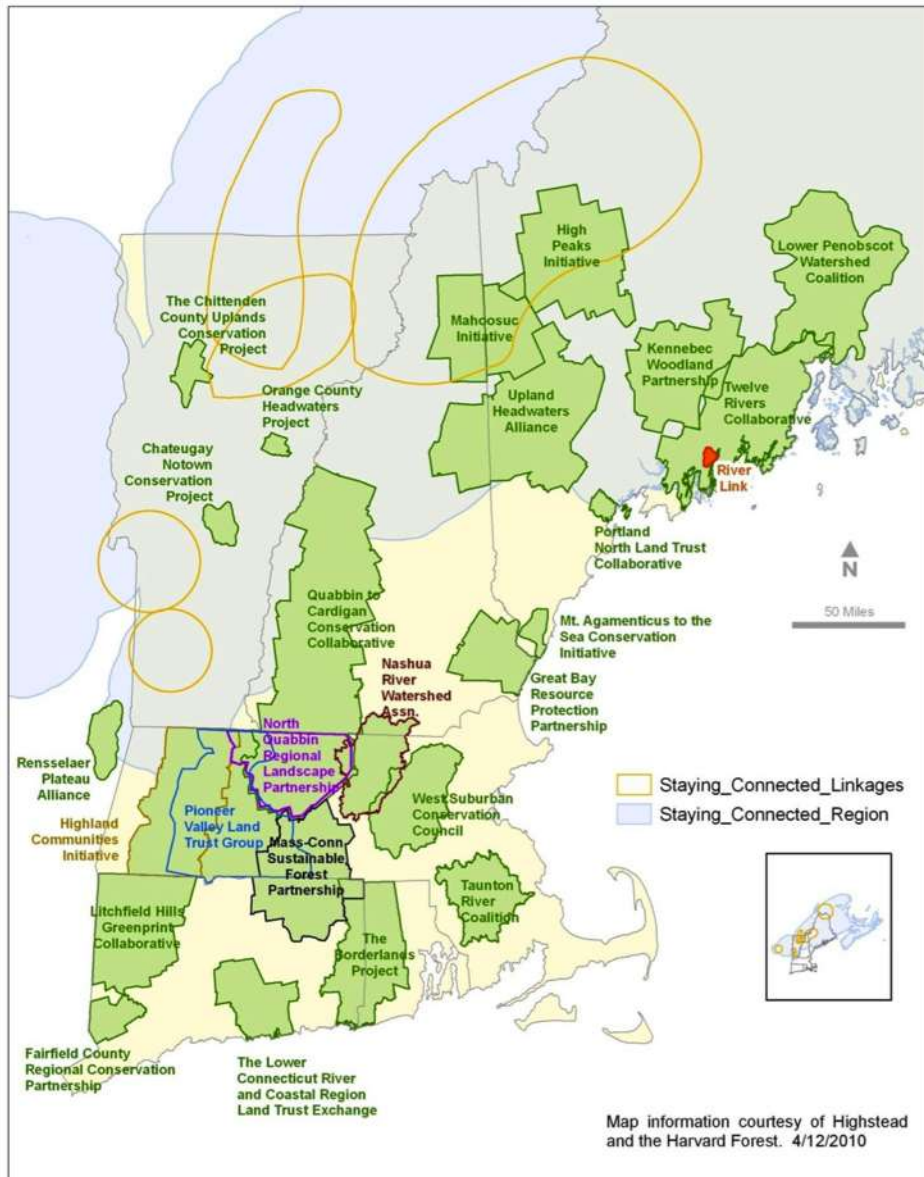 High
Peaks
Initiative
Lower Penobscot
Watershed
Coalition
The Chittenden
County Uplands
Conservation
Project
Mahoosuc
Initiative
Kennebec
Woodland
Partnership
Orange County
Headwaters
Project
Upland
Headwaters
Alliance
Twelve
Rivers
Collaborative
Chateugay
Notown
Conservation
Project
River
Link
Portland
North Land Trust
Collaborative
N
50 Miles
Quabbin to
Cardigan
Conservation
Collaborative
Mt. Agamenticus to the
Sea Conservation
Initiative
Nashua
River
Watershed
Assn.
Great Bay
Resource
Protection
Partnership
North
Quabbin
Regional
Landscape
Partnership
Rensselaer
Plateau
Alliance
Staying_Connected_Linkages
Staying_Connected_Region
West Suburban
Conservation
Council
Highland
Communities
Initiative
Pioneer
Valley Land
Trust Group
Mass-Conn
Sustainable
Forest
Partnership
Taunton
River
Coalition
Litchfield Hills
Greenprint
Collaborative
The
Borderlands
Project
Fairfield County
Regional Conservation
Partnership
The Lower
Connecticut River
and Coastal Region
Land Trust Exchange
Map information courtesy of Highstead
and the Harvard Forest. 4/12/2010